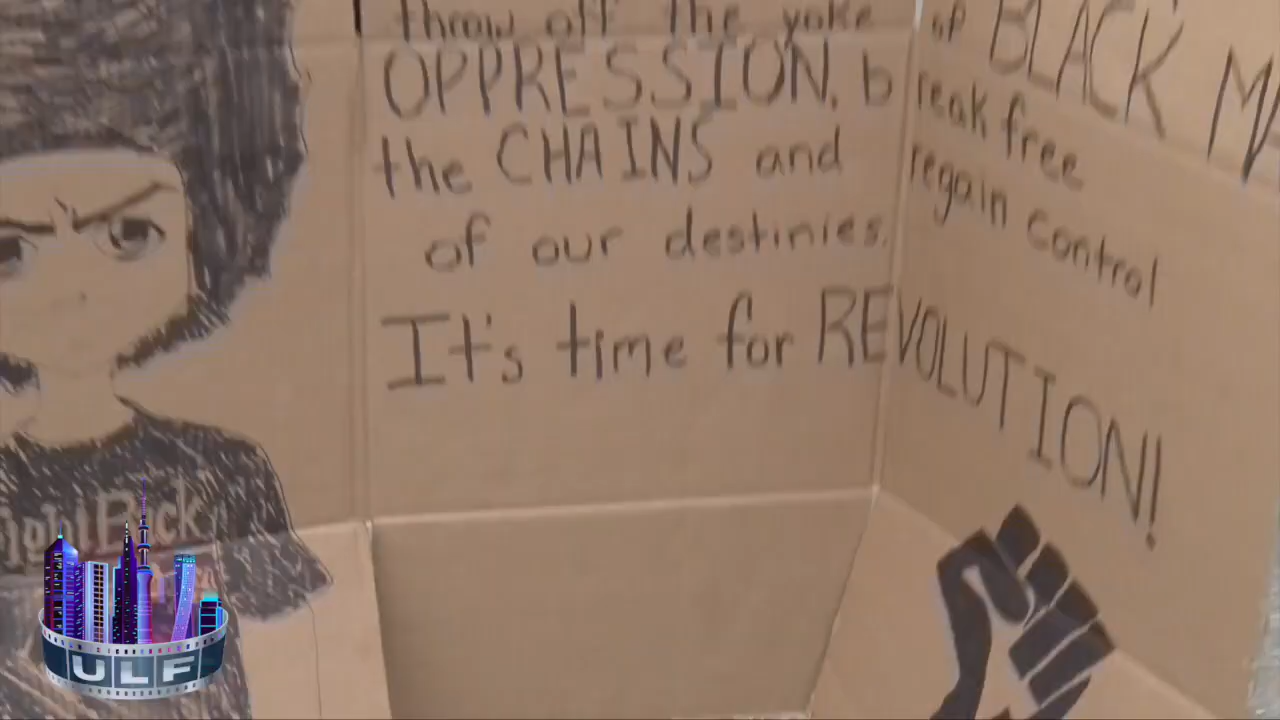 throw off the yoke of BLACK
OPPRESSION, break free
the CHAINS and regain control
of our destinies.
It's time for REVOLUTION!
ULF